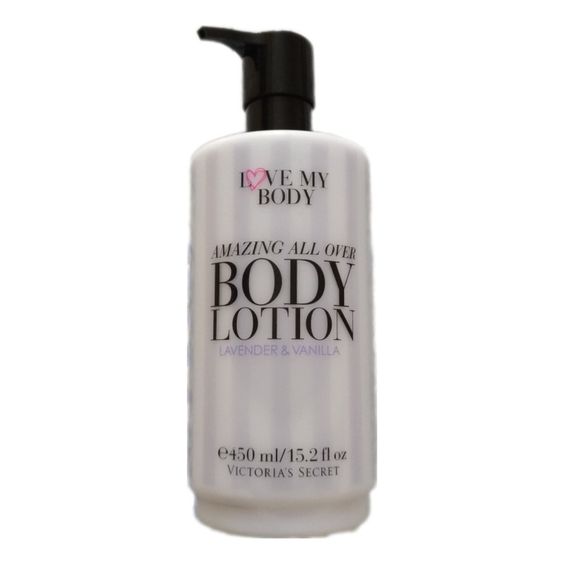 LOVE MY
BODY
AMAZING ALL OVER
BODY
LOTION
LAVENDER & VANILLA
℮450 ml/15.2 fl oz
VICTORIA'S SECRET